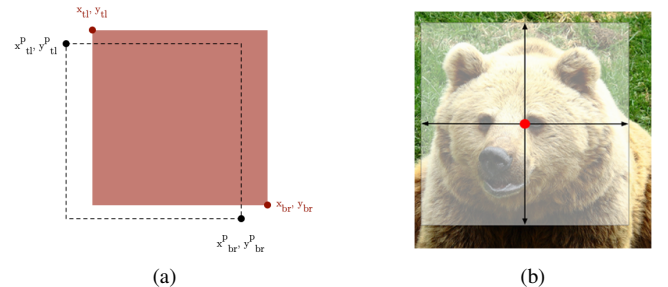 x_tl, y_tl
x^p_tl, y^p_tl
x_br, y_br
x^p_br, y^p_br
(a)
(b)